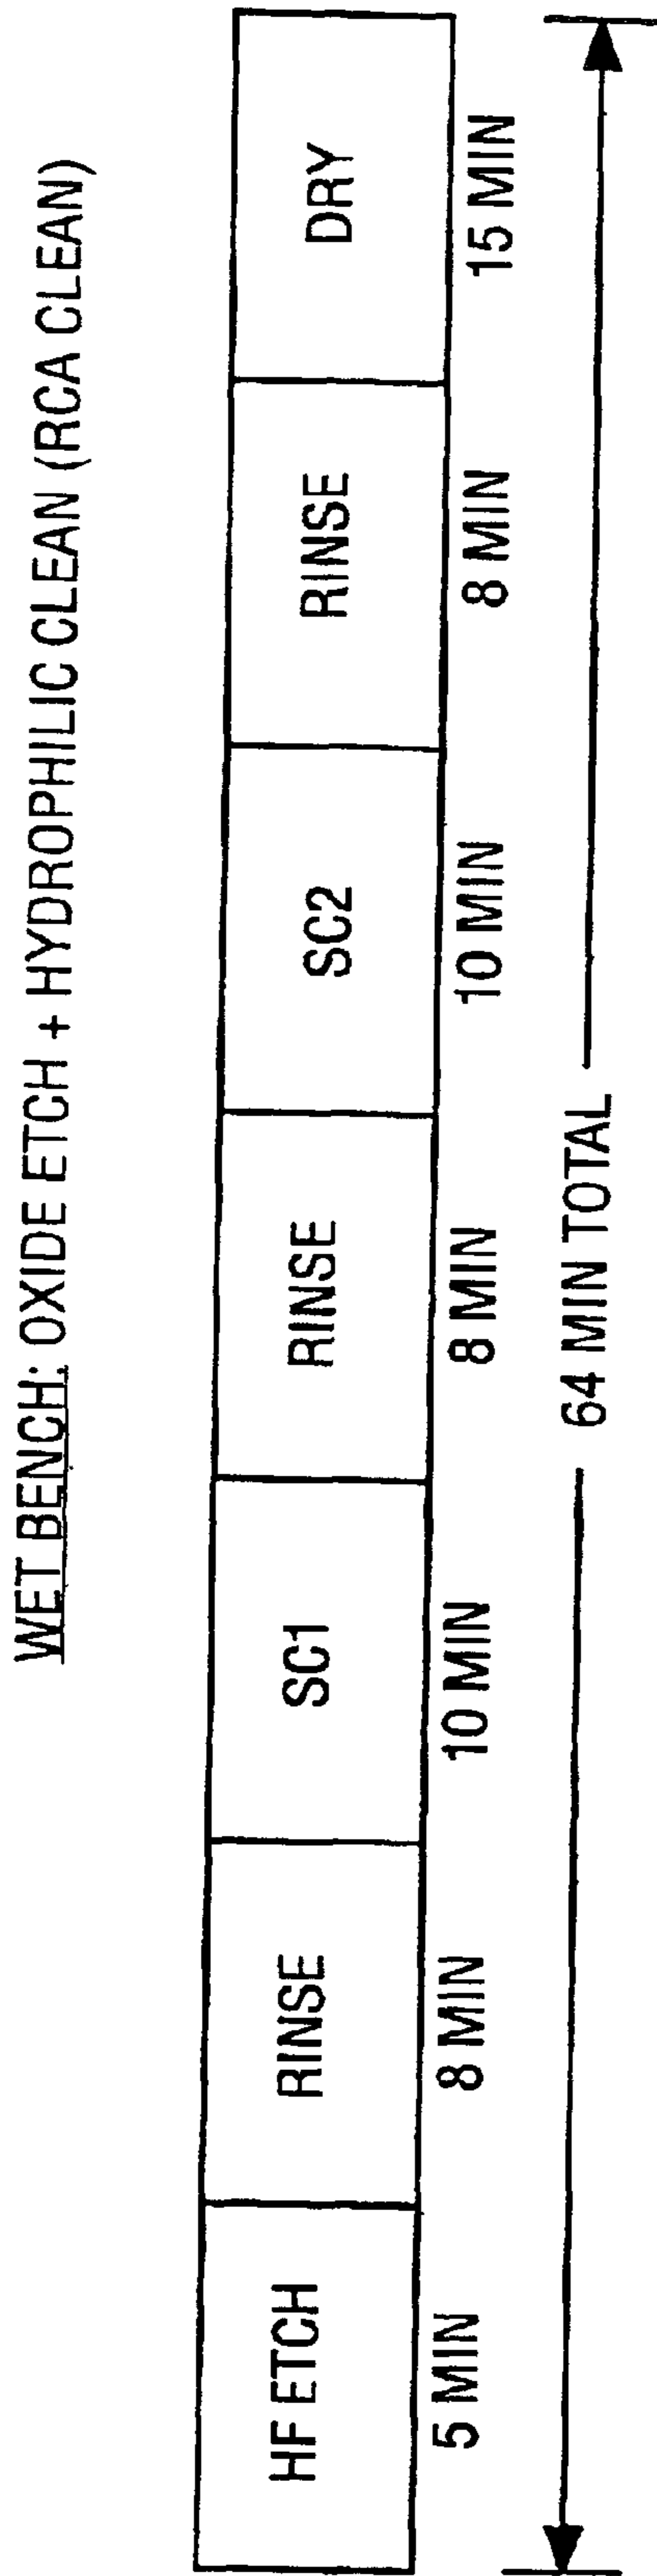 WET BENCH: OXIDE ETCH + HYDROPHILIC CLEAN (RCA CLEAN)
HF ETCH RINSE SC1 RINSE SC2 RINSE DRY
5 MIN 8 MIN 10 MIN 8 MIN 10 MIN 8 MIN 15 MIN
64 MIN TOTAL